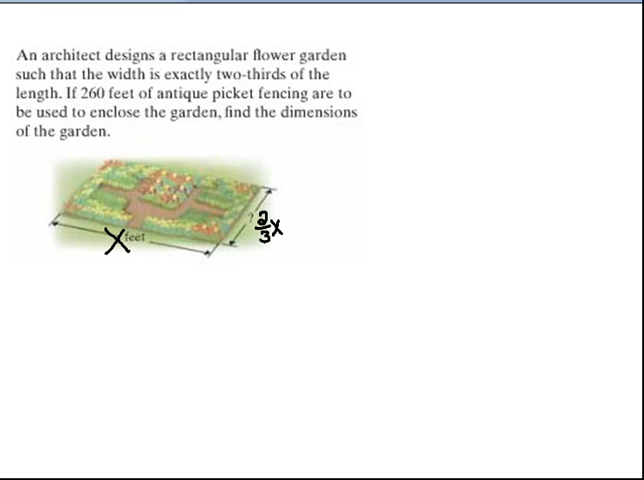 An architect designs a rectangular flower garden
such that the width is exactly two-thirds of the
length. If 260 feet of antique picket fencing are to
be used to enclose the garden, find the dimensions
of the garden.
X feet
? 2/3 X